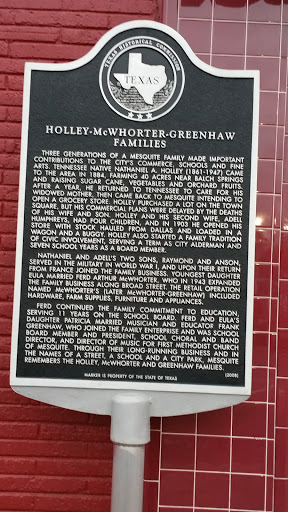 TEXAS HISTORICAL COMMISSION
TEXAS
HOLLEY-McWHORTER-GREENHAW
FAMILIES
THREE GENERATIONS OF A MESQUITE FAMILY MADE IMPORTANT
CONTRIBUTIONS TO THE CITY'S COMMERCE, SCHOOLS AND FINE
ARTS. TENNESSEE NATIVE NATHANIEL A. HOLLEY (1861-1947) CAME
TO THE AREA IN 1884, FARMING 40 ACRES NEAR BALCH SPRINGS
AND RAISING SUGAR CANE, VEGETABLES AND ORCHARD FRUITS.
AFTER A YEAR, HE RETURNED TO TENNESSEE TO CARE FOR HIS
WIDOWED MOTHER, THEN CAME BACK TO MESQUITE INTENDING TO
OPEN A GROCERY STORE. HOLLEY PURCHASED A LOT ON THE TOWN
SQUARE, BUT HIS COMMERCIAL PLANS WERE DELAYED BY THE DEATHS
OF HIS WIFE AND SON. HOLLEY AND HIS SECOND WIFE, ADELL
HUMPHREYS, HAD FOUR CHILDREN, AND IN 1903 HE OPENED HIS
STORE WITH STOCK HAULED FROM DALLAS AND LOADED IN A
WAGON AND A BUGGY. HOLLEY ALSO STARTED A FAMILY TRADITION
OF CIVIC INVOLVEMENT, SERVING A TERM AS CITY ALDERMAN AND
SEVEN SCHOOL YEARS AS A BOARD MEMBER.
NATHANIEL AND ADELL'S TWO SONS, RAYMOND AND ANSON,
SERVED IN THE MILITARY IN WORLD WAR I, AND UPON THEIR RETURN
FROM FRANCE JOINED THE FAMILY BUSINESS. YOUNGEST DAUGHTER
EULA MARRIED FERD ARTHUR McWHORTER, WHO IN 1943 EXPANDED
THE FAMILY BUSINESS ALONG BROAD STREET. THE RETAIL OPERATION
NAMED McWHORTER'S (LATER McWHORTER-GREENHAW) INCLUDED
HARDWARE, FARM SUPPLIES, FURNITURE AND APPLIANCES.
FERD CONTINUED THE FAMILY COMMITMENT TO EDUCATION,
SERVING 11 YEARS ON THE SCHOOL BOARD. FERD AND EULA'S
DAUGHTER PATRICIA MARRIED MUSICIAN AND EDUCATOR FRANK
GREENHAW, WHO JOINED THE FAMILY ENTERPRISE AND WAS SCHOOL
BOARD MEMBER AND PRESIDENT, SCHOOL CHORAL AND BAND
DIRECTOR, AND DIRECTOR OF MUSIC FOR FIRST METHODIST CHURCH
OF MESQUITE. THROUGH THEIR LONG-RUNNING BUSINESS AND IN
THE NAMES OF A STREET, A SCHOOL AND A CITY PARK, MESQUITE
REMEMBERS THE HOLLEY, McWHORTER AND GREENHAW FAMILIES.
(2008)
MARKER IS PROPERTY OF THE STATE OF TEXAS